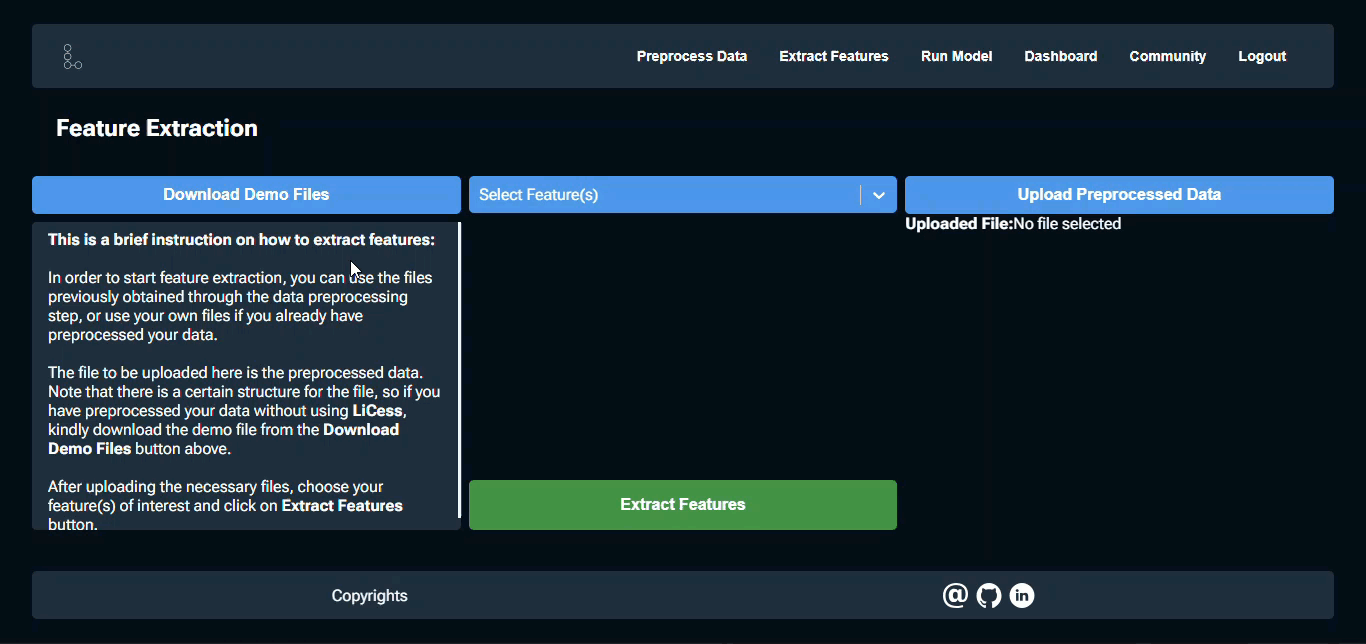 Preprocess Data Extract Features Run Model Dashboard Community Logout
Feature Extraction
Download Demo Files
Select Feature(s)
Upload Preprocessed Data
Uploaded File:No file selected
This is a brief instruction on how to extract features:
In order to start feature extraction, you can use the files
previously obtained through the data preprocessing
step, or use your own files if you already have
preprocessed your data.
The file to be uploaded here is the preprocessed data.
Note that there is a certain structure for the file, so if you
have preprocessed your data without using LiCess,
kindly download the demo file from the Download
Demo Files button above.
After uploading the necessary files, choose your
feature(s) of interest and click on Extract Features
button.
Extract Features
Copyrights
@ in